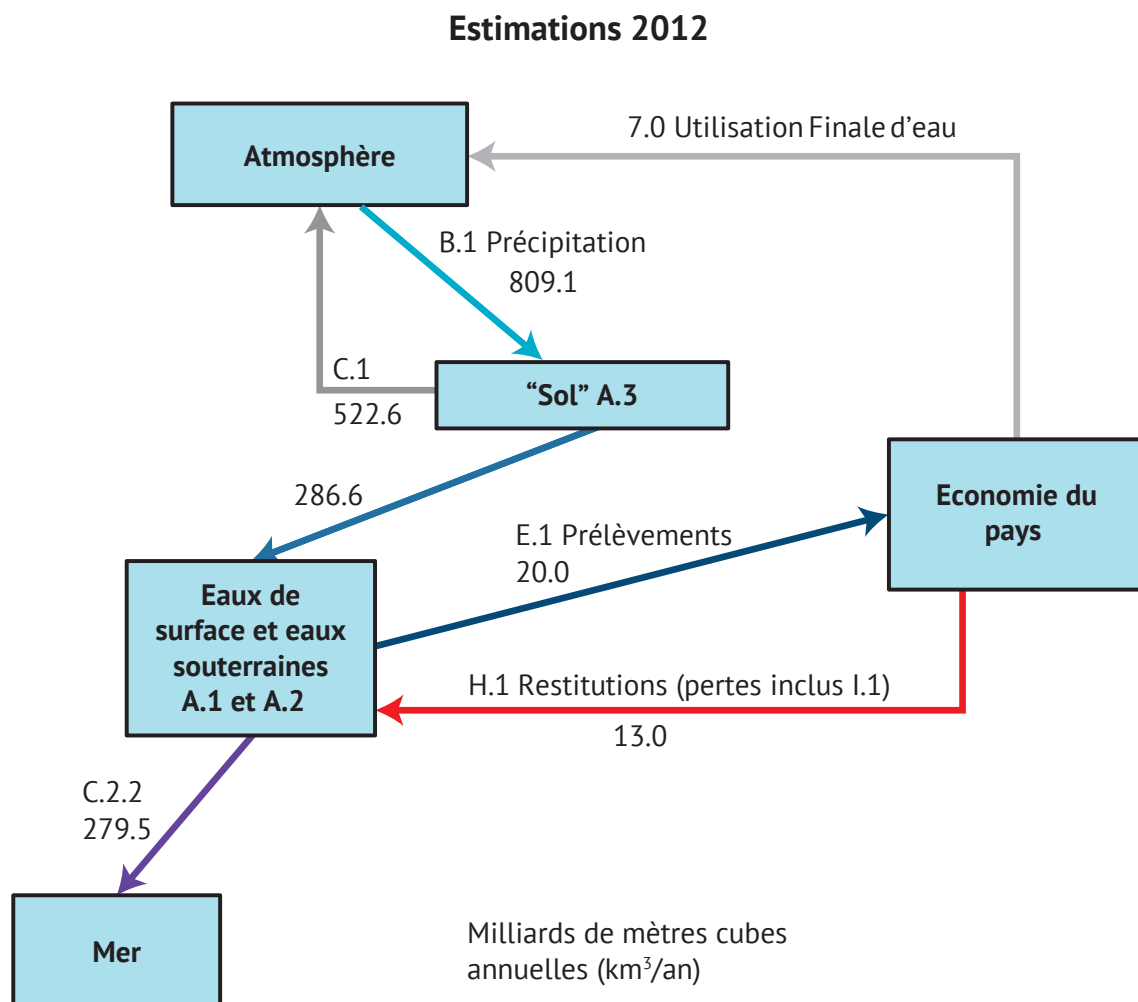 Estimations 2012
7.0 Utilisation Finale d'eau
Atmosphère
B.1 Précipitation
809.1
C.1
522.6
“Sol” A.3
286.6
Economie du
pays
E.1 Prélèvements
20.0
Eaux de
surface et eaux
souterraines
A.1 et A.2
H.1 Restitutions (pertes inclus I.1)
13.0
C.2.2
279.5
Mer
Milliards de mètres cubes
annuelles (km³/an)